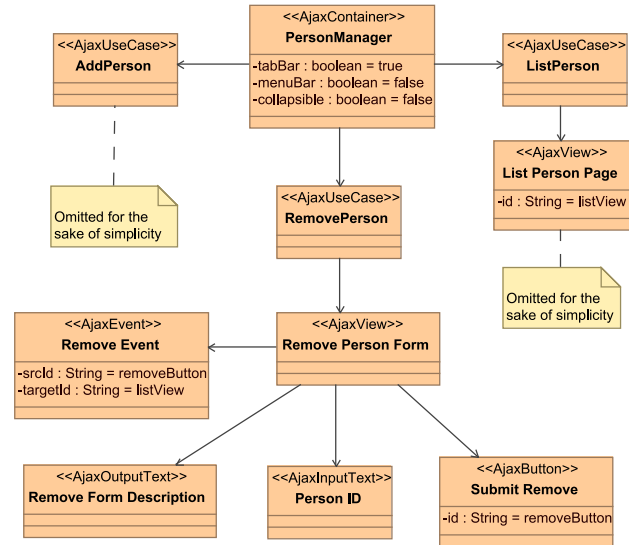 <<AjaxContainer>>
PersonManager
-tabBar : boolean = true
-menuBar : boolean = false
-collapsible : boolean = false
<<AjaxUseCase>>
AddPerson
<<AjaxUseCase>>
ListPerson
Omitted for the
sake of simplicity
<<AjaxUseCase>>
RemovePerson
<<AjaxView>>
List Person Page
-id : String = listView
Omitted for the
sake of simplicity
<<AjaxEvent>>
Remove Event
-srcId : String = removeButton
-targetId : String = listView
<<AjaxView>>
Remove Person Form
<<AjaxOutputText>>
Remove Form Description
<<AjaxInputText>>
Person ID
<<AjaxButton>>
Submit Remove
-id : String = removeButton